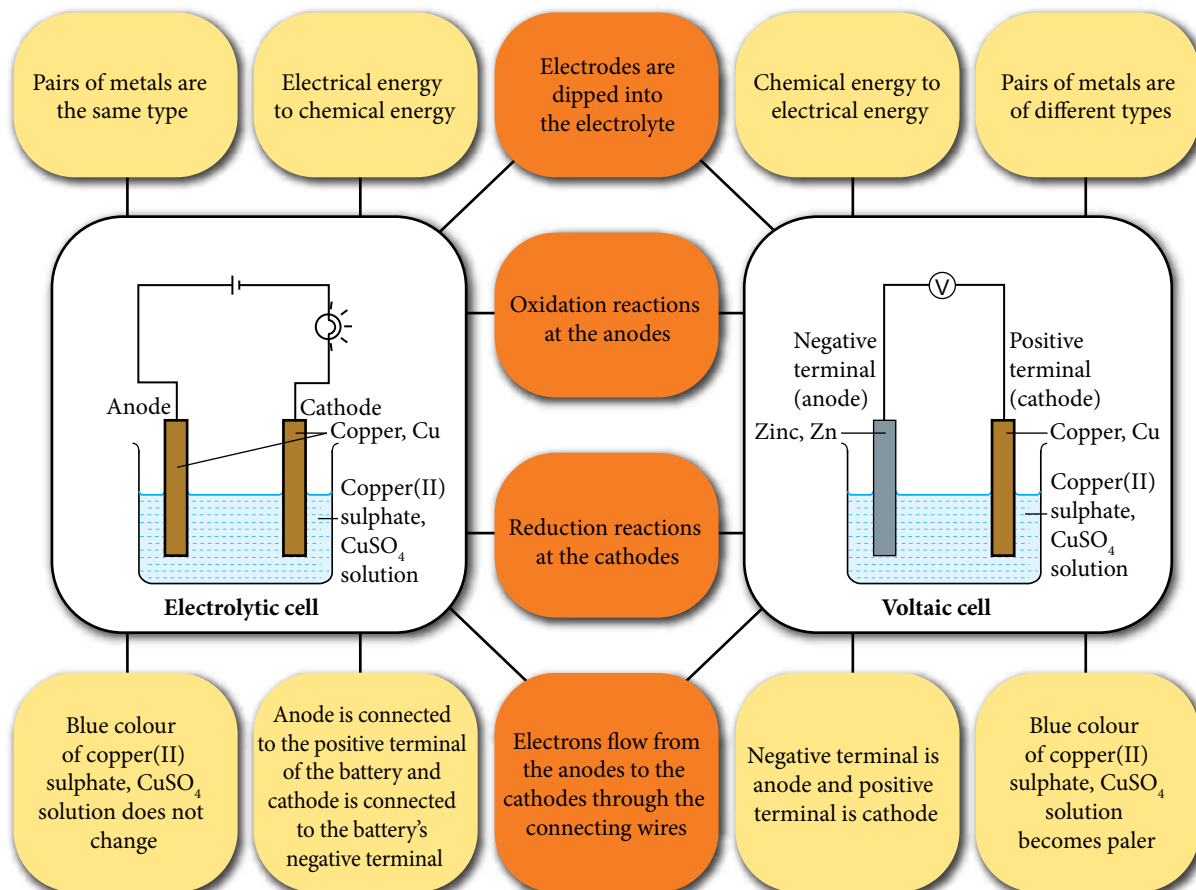 Pairs of metals are
the same type
Electrical energy
to chemical energy
Electrodes are
dipped into
the electrolyte
Chemical energy to
electrical energy
Pairs of metals are
of different types
Anode
Cathode
Copper, Cu
Copper(II)
sulphate,
CuSO₄
solution
Electrolytic cell
Oxidation reactions
at the anodes
Reduction reactions
at the cathodes
V
Negative
terminal
(anode)
Positive
terminal
(cathode)
Zinc, Zn
Copper, Cu
Copper(II)
sulphate,
CuSO₄
solution
Voltaic cell
Blue colour
of copper(II)
sulphate, CuSO₄
solution does not
change
Anode is connected
to the positive terminal
of the battery and
cathode is connected
to the battery's
negative terminal
Electrons flow from
the anodes to the
cathodes through the
connecting wires
Negative terminal is
anode and positive
terminal is cathode
Blue colour
of copper(II)
sulphate, CuSO₄
solution
becomes paler